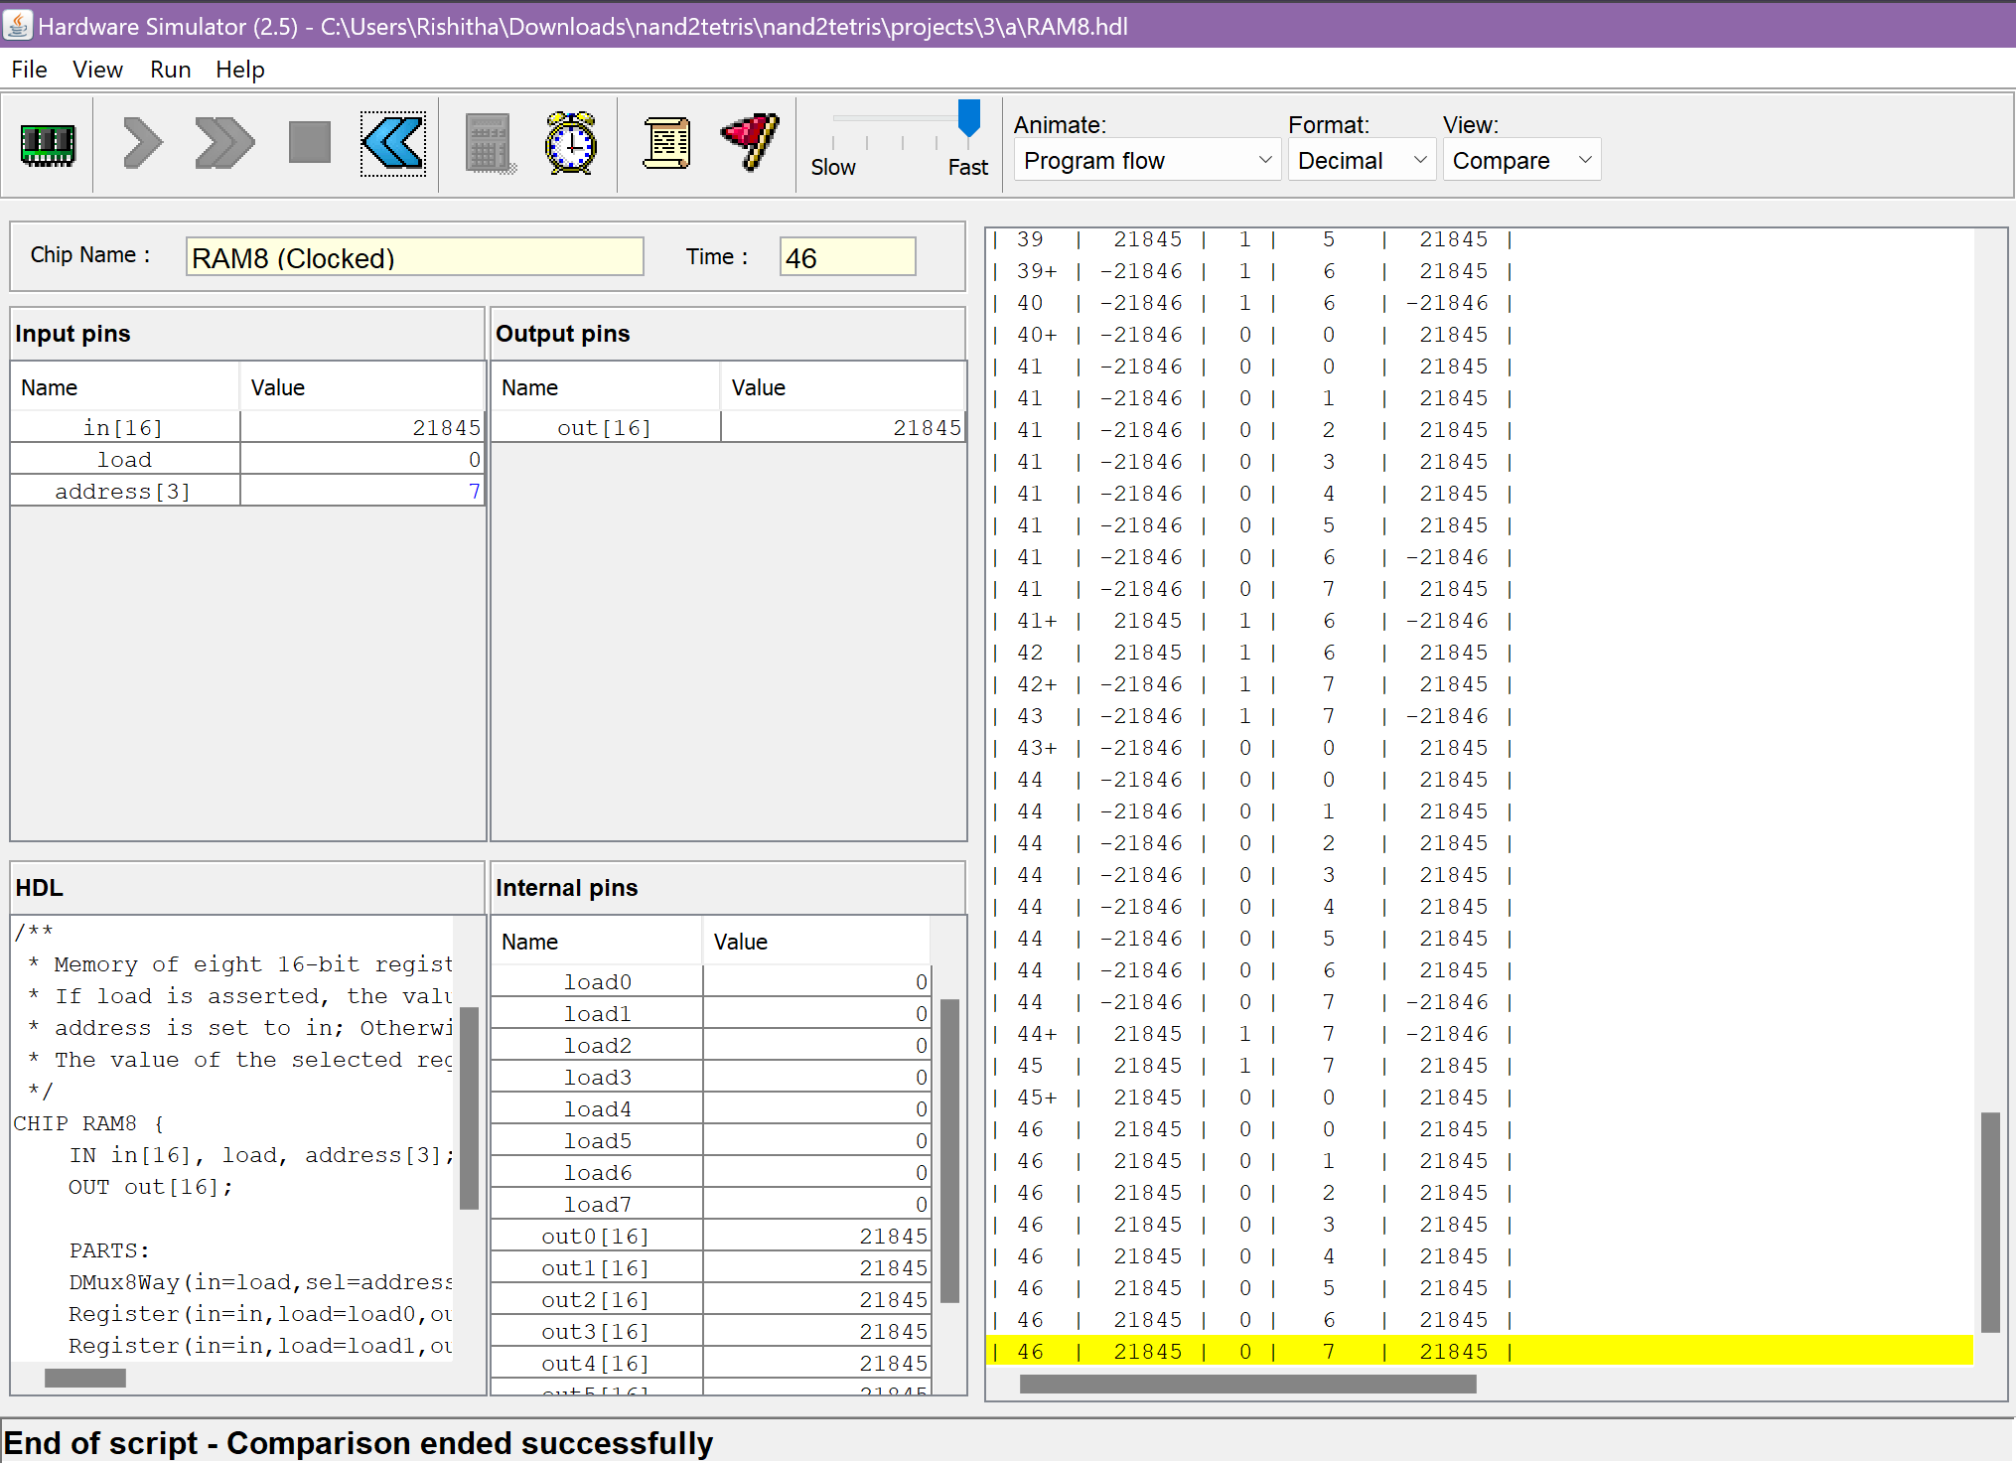 Hardware Simulator (2.5) - C:\Users\Rishitha\Downloads\nand2tetris\nand2tetris\projects\3\a\RAM8.hdl
File View Run Help
Slow Fast
Animate: Format: View:
Program flow Decimal Compare
Chip Name : RAM8 (Clocked) Time : 46
Input pins
Name Value
in[16] 21845
load 0
address[3] 7
Output pins
Name Value
out[16] 21845
HDL
/**
* Memory of eight 16-bit regist
* If load is asserted, the valu
* address is set to in; Otherwi
* The value of the selected reg
*/
CHIP RAM8 {
IN in[16], load, address[3];
OUT out[16];
PARTS:
DMux8Way(in=load,sel=address
Register(in=in,load=load0,ou
Register(in=in,load=load1,ou
Internal pins
Name Value
load0 0
load1 0
load2 0
load3 0
load4 0
load5 0
load6 0
load7 0
out0[16] 21845
out1[16] 21845
out2[16] 21845
out3[16] 21845
out4[16] 21845
out5[16] 21845
| 39 | 21845 | 1 | 5 | 21845 |
| 39+ | -21846 | 1 | 6 | 21845 |
| 40 | -21846 | 1 | 6 | -21846 |
| 40+ | -21846 | 0 | 0 | 21845 |
| 41 | -21846 | 0 | 0 | 21845 |
| 41 | -21846 | 0 | 1 | 21845 |
| 41 | -21846 | 0 | 2 | 21845 |
| 41 | -21846 | 0 | 3 | 21845 |
| 41 | -21846 | 0 | 4 | 21845 |
| 41 | -21846 | 0 | 5 | 21845 |
| 41 | -21846 | 0 | 6 | -21846 |
| 41 | -21846 | 0 | 7 | 21845 |
| 41+ | 21845 | 1 | 6 | -21846 |
| 42 | 21845 | 1 | 6 | 21845 |
| 42+ | -21846 | 1 | 7 | 21845 |
| 43 | -21846 | 1 | 7 | -21846 |
| 43+ | -21846 | 0 | 0 | 21845 |
| 44 | -21846 | 0 | 0 | 21845 |
| 44 | -21846 | 0 | 1 | 21845 |
| 44 | -21846 | 0 | 2 | 21845 |
| 44 | -21846 | 0 | 3 | 21845 |
| 44 | -21846 | 0 | 4 | 21845 |
| 44 | -21846 | 0 | 5 | 21845 |
| 44 | -21846 | 0 | 6 | 21845 |
| 44 | -21846 | 0 | 7 | -21846 |
| 44+ | 21845 | 1 | 7 | -21846 |
| 45 | 21845 | 1 | 7 | 21845 |
| 45+ | 21845 | 0 | 0 | 21845 |
| 46 | 21845 | 0 | 0 | 21845 |
| 46 | 21845 | 0 | 1 | 21845 |
| 46 | 21845 | 0 | 2 | 21845 |
| 46 | 21845 | 0 | 3 | 21845 |
| 46 | 21845 | 0 | 4 | 21845 |
| 46 | 21845 | 0 | 5 | 21845 |
| 46 | 21845 | 0 | 6 | 21845 |
| 46 | 21845 | 0 | 7 | 21845 |
End of script - Comparison ended successfully